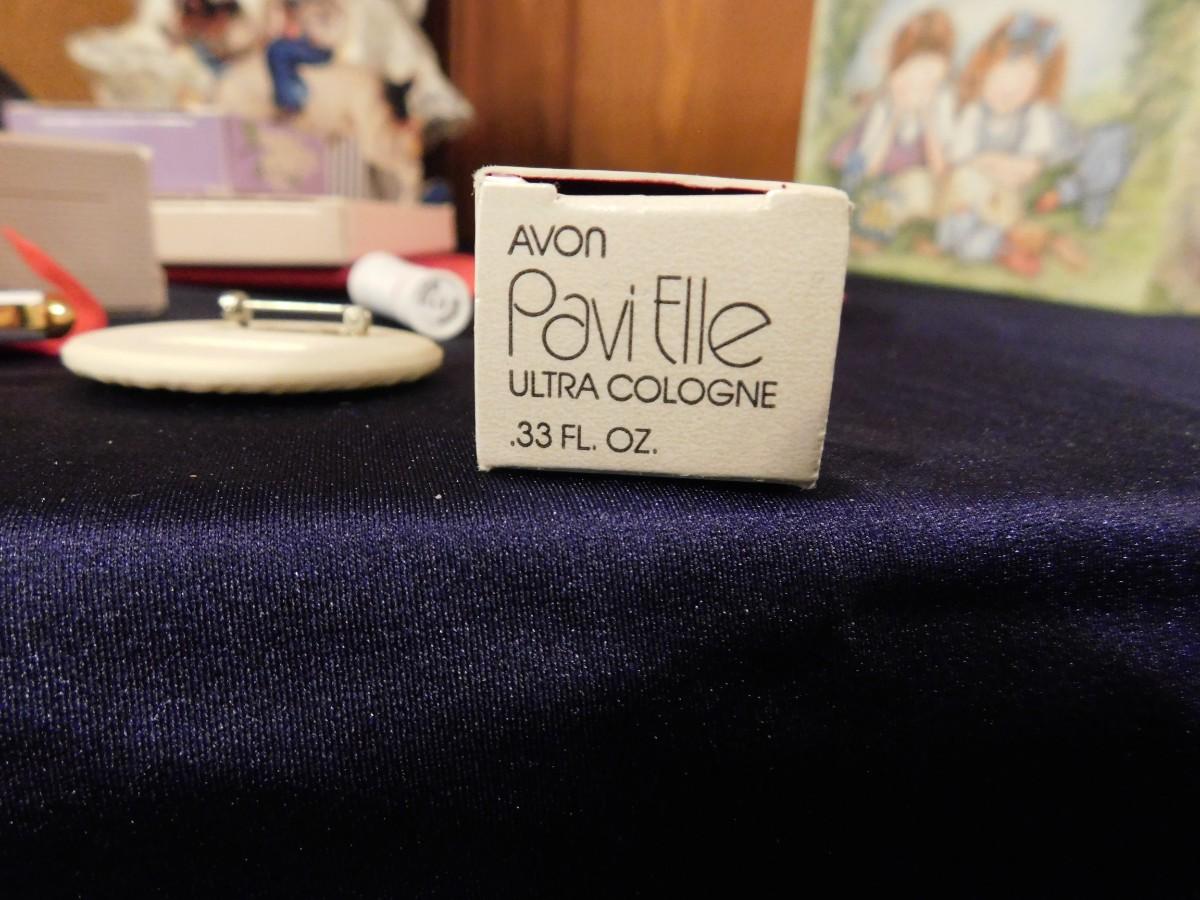 AVON
Pavi Elle
ULTRA COLOGNE
.33 FL. OZ.